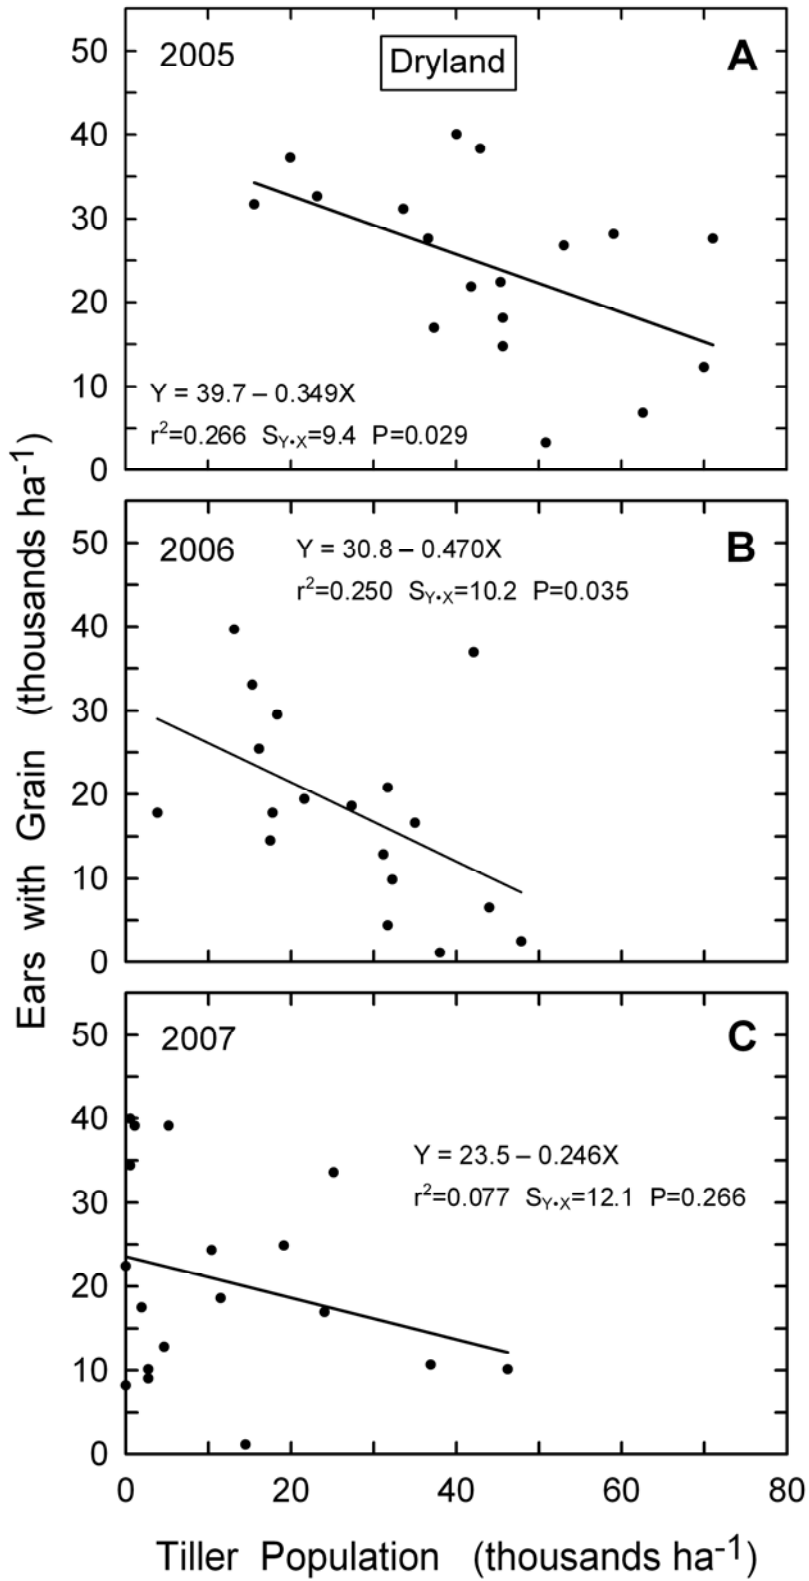 Ears with Grain (thousands ha⁻¹)
2005
Dryland
A
50
40
30
20
10
0
Y = 39.7 – 0.349X
r²=0.266 S_Y•X=9.4 P=0.029
2006
B
50
40
30
20
10
0
Y = 30.8 – 0.470X
r²=0.250 S_Y•X=10.2 P=0.035
2007
C
50
40
30
20
10
0
Y = 23.5 – 0.246X
r²=0.077 S_Y•X=12.1 P=0.266
0 20 40 60 80
Tiller Population (thousands ha⁻¹)